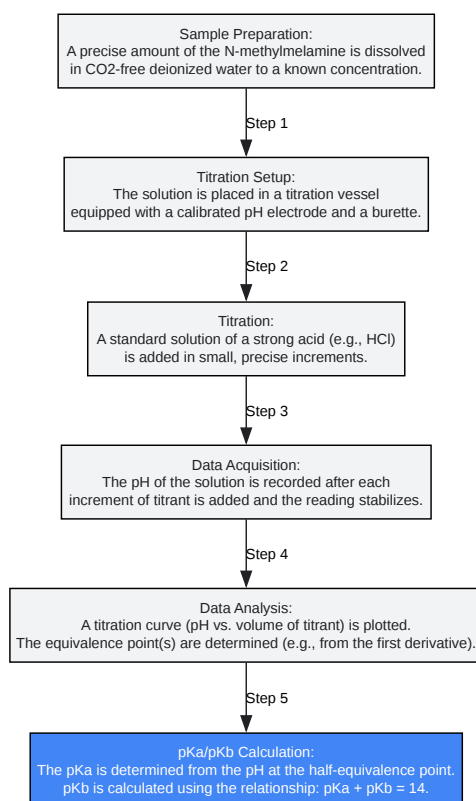 Sample Preparation:
A precise amount of the N-methylmelamine is dissolved
in CO2-free deionized water to a known concentration.
Step 1
Titration Setup:
The solution is placed in a titration vessel
equipped with a calibrated pH electrode and a burette.
Step 2
Titration:
A standard solution of a strong acid (e.g., HCl)
is added in small, precise increments.
Step 3
Data Acquisition:
The pH of the solution is recorded after each
increment of titrant is added and the reading stabilizes.
Step 4
Data Analysis:
A titration curve (pH vs. volume of titrant) is plotted.
The equivalence point(s) are determined (e.g., from the first derivative).
Step 5
pKa/pKb Calculation:
The pKa is determined from the pH at the half-equivalence point.
pKb is calculated using the relationship: pKa + pKb = 14.